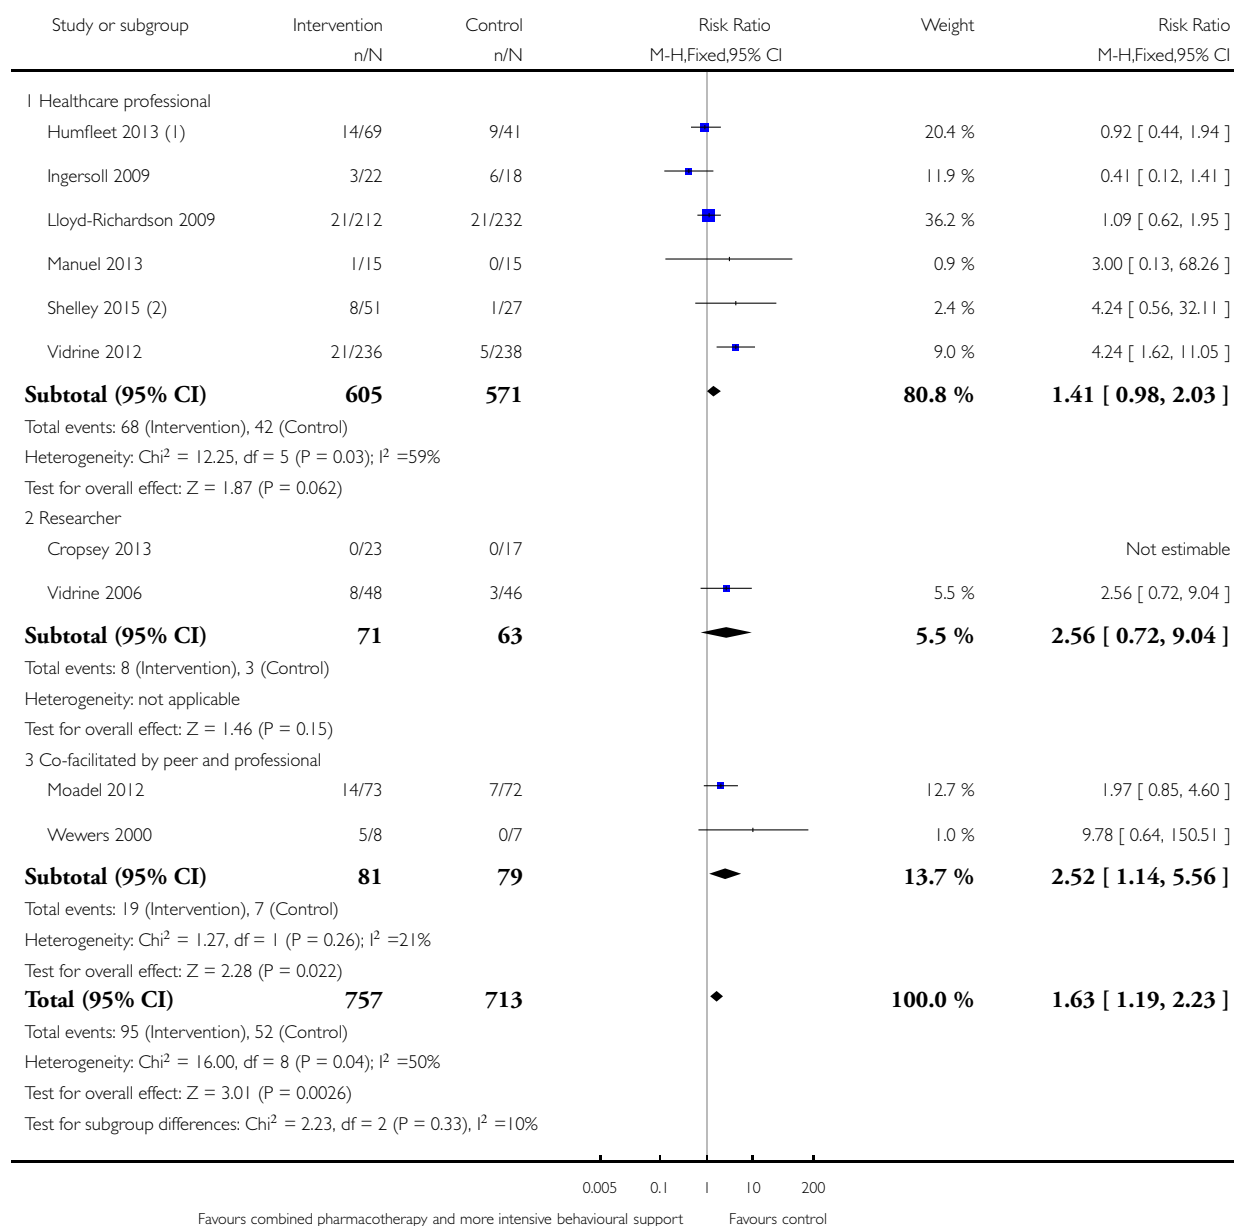 Study or subgroup Intervention Control Risk Ratio Weight Risk Ratio
n/N n/N M-H,Fixed,95% CI M-H,Fixed,95% CI
1 Healthcare professional
Humfleet 2013 (1) 14/69 9/41 20.4 % 0.92 [ 0.44, 1.94 ]
Ingersoll 2009 3/22 6/18 11.9 % 0.41 [ 0.12, 1.41 ]
Lloyd-Richardson 2009 21/212 21/232 36.2 % 1.09 [ 0.62, 1.95 ]
Manuel 2013 1/15 0/15 0.9 % 3.00 [ 0.13, 68.26 ]
Shelley 2015 (2) 8/51 1/27 2.4 % 4.24 [ 0.56, 32.11 ]
Vidrine 2012 21/236 5/238 9.0 % 4.24 [ 1.62, 11.05 ]
Subtotal (95% CI) 605 571 80.8 % 1.41 [ 0.98, 2.03 ]
Total events: 68 (Intervention), 42 (Control)
Heterogeneity: Chi² = 12.25, df = 5 (P = 0.03); I² =59%
Test for overall effect: Z = 1.87 (P = 0.062)
2 Researcher
Cropsey 2013 0/23 0/17 Not estimable
Vidrine 2006 8/48 3/46 5.5 % 2.56 [ 0.72, 9.04 ]
Subtotal (95% CI) 71 63 5.5 % 2.56 [ 0.72, 9.04 ]
Total events: 8 (Intervention), 3 (Control)
Heterogeneity: not applicable
Test for overall effect: Z = 1.46 (P = 0.15)
3 Co-facilitated by peer and professional
Moadel 2012 14/73 7/72 12.7 % 1.97 [ 0.85, 4.60 ]
Wewers 2000 5/8 0/7 1.0 % 9.78 [ 0.64, 150.51 ]
Subtotal (95% CI) 81 79 13.7 % 2.52 [ 1.14, 5.56 ]
Total events: 19 (Intervention), 7 (Control)
Heterogeneity: Chi² = 1.27, df = 1 (P = 0.26); I² =21%
Test for overall effect: Z = 2.28 (P = 0.022)
Total (95% CI) 757 713 100.0 % 1.63 [ 1.19, 2.23 ]
Total events: 95 (Intervention), 52 (Control)
Heterogeneity: Chi² = 16.00, df = 8 (P = 0.04); I² =50%
Test for overall effect: Z = 3.01 (P = 0.0026)
Test for subgroup differences: Chi² = 2.23, df = 2 (P = 0.33), I² =10%
0.005 0.1 1 10 200
Favours combined pharmacotherapy and more intensive behavioural support Favours control